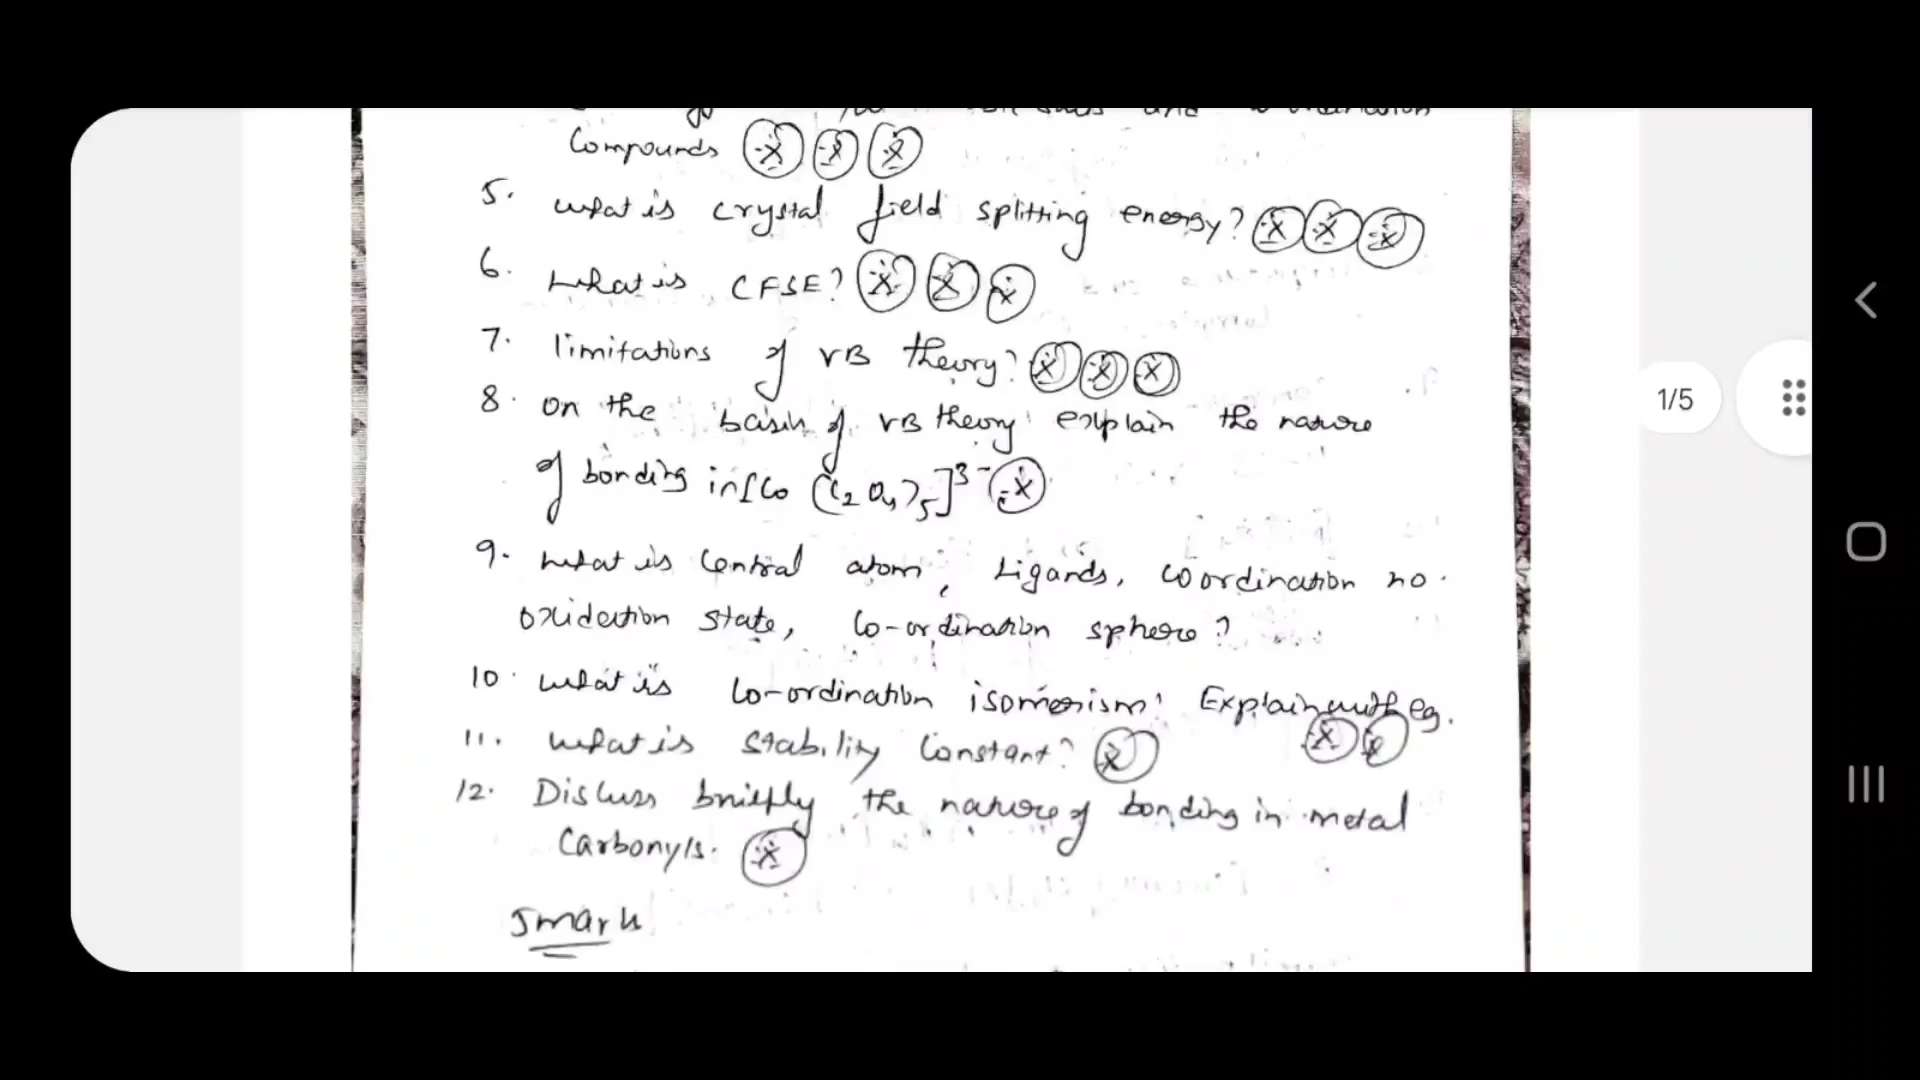 Compounds
5. what is crystal field splitting energy?
6. what is CFSE?
7. limitations of VB theory?
8. on the basis of VB theory explain the nature
of bonding in [Co (C2O4)5]3-
1/5
9. what is central atom, Ligands, coordination no.
oxidation state, Co-ordination sphere?
10. what is Co-ordination isomerism? Explain with eg.
11. what is stability constant?
12. Discuss briefly the nature of bonding in metal
Carbonyls.
5mark